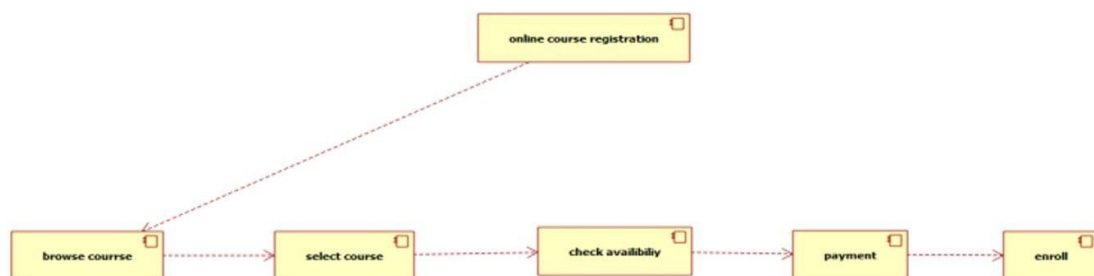 online course registration
browse courrse
select course
check availibiliy
payment
enroll